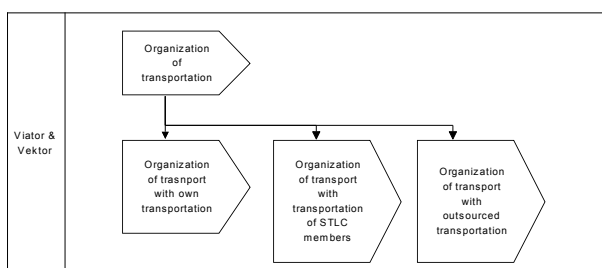 Organization
of
transportation
Viator &
Vektor
Organization
of trasnport
with own
transportation
Organization
of transport
with
transportation
of STLC
members
Organization
of transport
with
outsourced
transportation